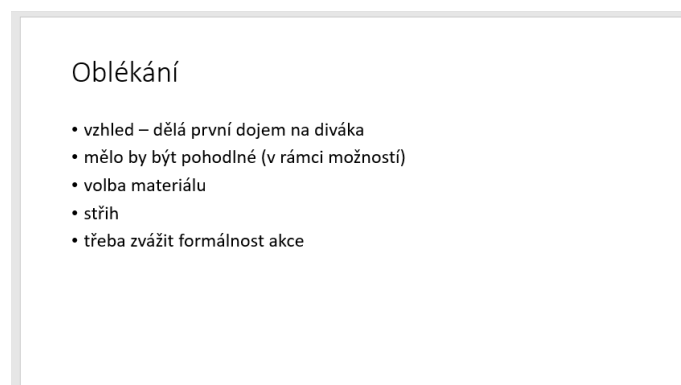 Oblékání
• vzhled – dělá první dojem na diváka
• mělo by být pohodlné (v rámci možností)
• volba materiálu
• střih
• třeba zvážit formálnost akce